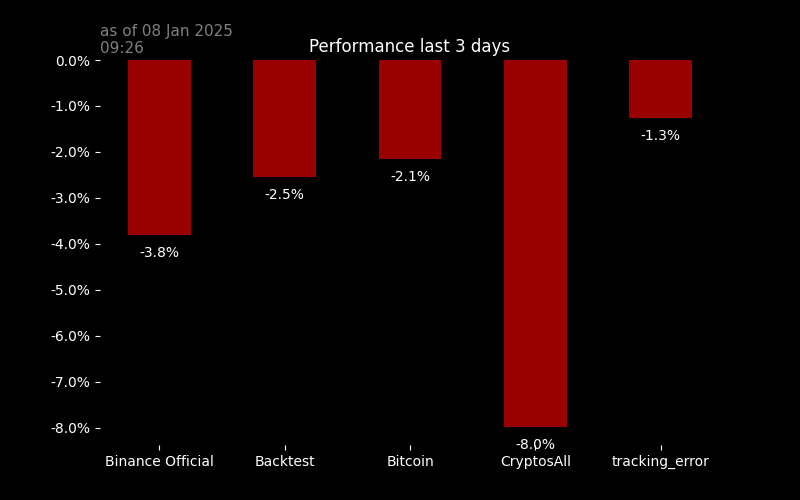 as of 08 Jan 2025
09:26
Performance last 3 days
0.0%
-1.0%
-2.0%
-3.0%
-4.0%
-5.0%
-6.0%
-7.0%
-8.0%
-3.8%
-2.5%
-2.1%
-8.0%
-1.3%
Binance Official
Backtest
Bitcoin
CryptosAll
tracking_error